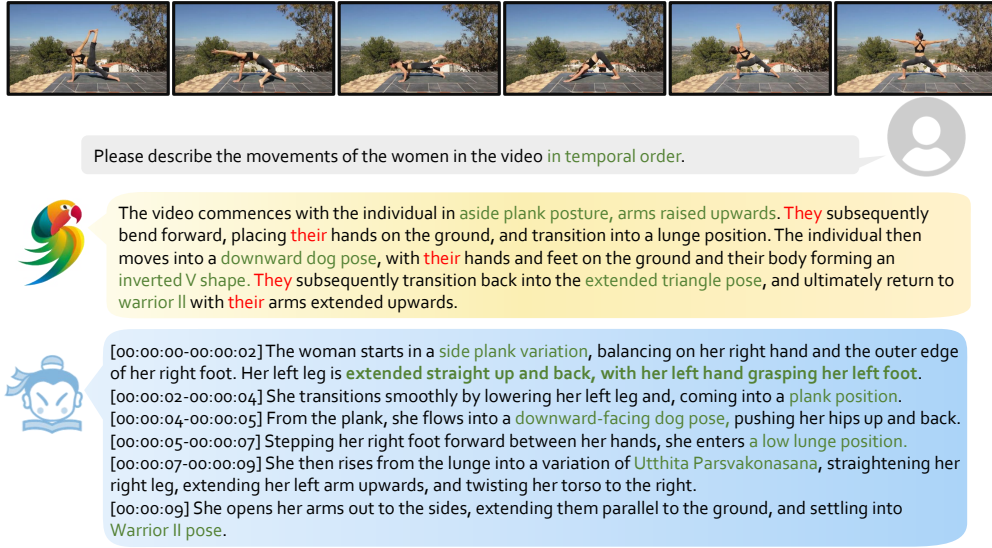 Please describe the movements of the women in the video in temporal order.
The video commences with the individual in aside plank posture, arms raised upwards. They subsequently
bend forward, placing their hands on the ground, and transition into a lunge position. The individual then
moves into a downward dog pose, with their hands and feet on the ground and their body forming an
inverted V shape. They subsequently transition back into the extended triangle pose, and ultimately return to
warrior ll with their arms extended upwards.
[00:00:00-00:00:02] The woman starts in a side plank variation, balancing on her right hand and the outer edge
of her right foot. Her left leg is extended straight up and back, with her left hand grasping her left foot.
[00:00:02-00:00:04] She transitions smoothly by lowering her left leg and, coming into a plank position.
[00:00:04-00:00:05] From the plank, she flows into a downward-facing dog pose, pushing her hips up and back.
[00:00:05-00:00:07] Stepping her right foot forward between her hands, she enters a low lunge position.
[00:00:07-00:00:09] She then rises from the lunge into a variation of Utthita Parsvakonasana, straightening her
right leg, extending her left arm upwards, and twisting her torso to the right.
[00:00:09] She opens her arms out to the sides, extending them parallel to the ground, and settling into
Warrior II pose.